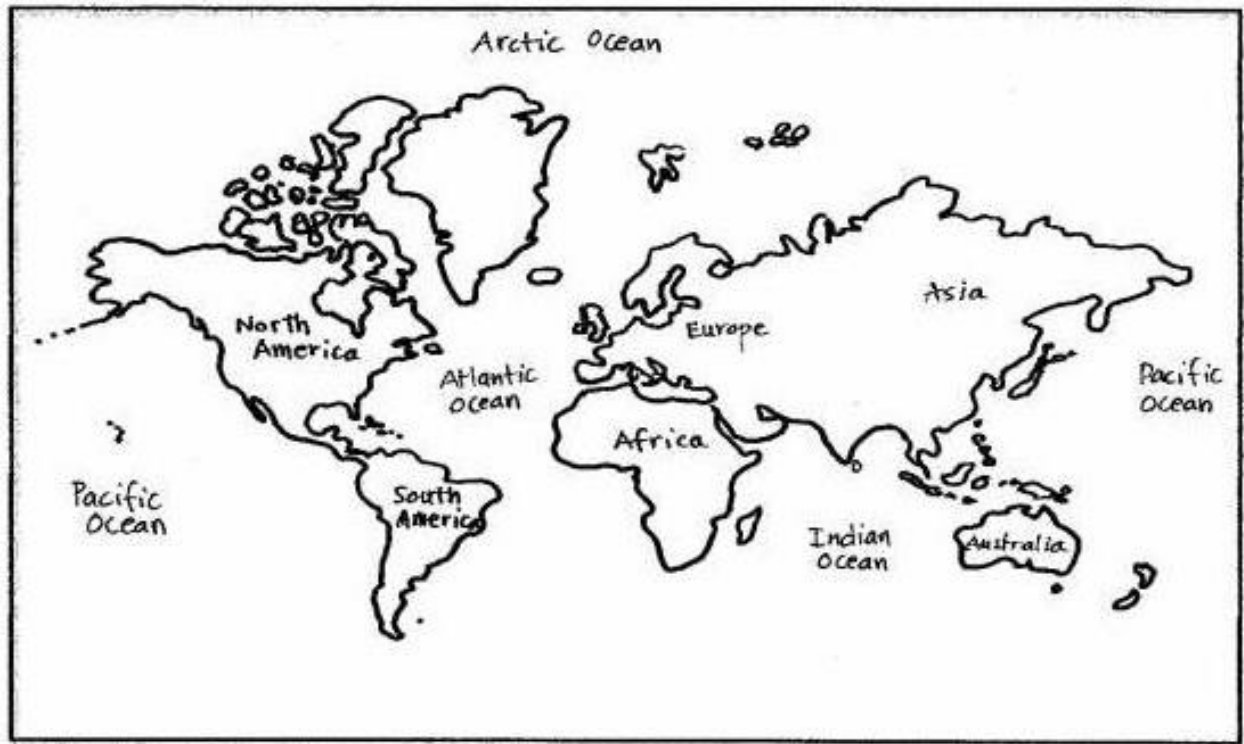 Arctic Ocean
North
America
Atlantic
Ocean
Europe
Asia
Pacific
Ocean
Africa
Pacific
Ocean
South
America
Indian
Ocean
Australia